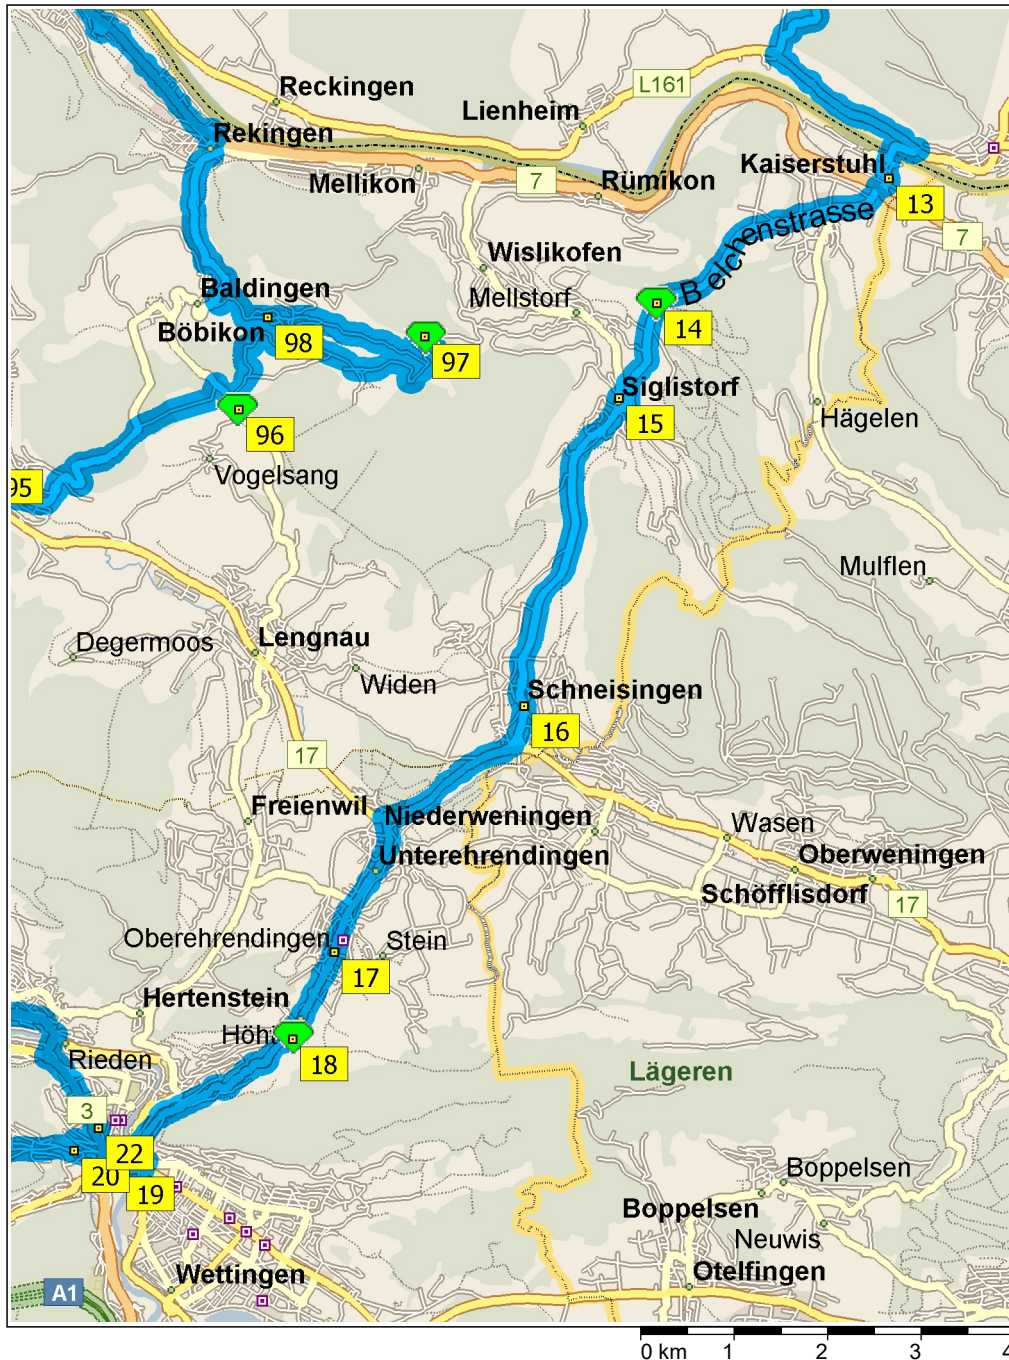 Reckingen
L161
Lienheim
Rekingen
Kaiserstuhl
Mellikon
7
Rümikon
13
Belchenstrasse
7
Wislikofen
Baldingen
Mellstorf
14
Böbikon
98
97
Siglistorf
15
Hägelen
96
Vogelsang
95
Mulflen
Degermoos
Lengnau
Widen
Schneisingen
16
17
Freienwil
Niederweningen
Wasen
Unterehrendingen
Oberweningen
Schöfflisdorf
17
Oberehrendingen
Stein
17
Hertenstein
Höht
18
Rieden
Lägeren
3
22
20
19
Boppelsen
Boppelsen
Neuwis
Wettingen
Otelfingen
A1
0 km 1 2 3 4